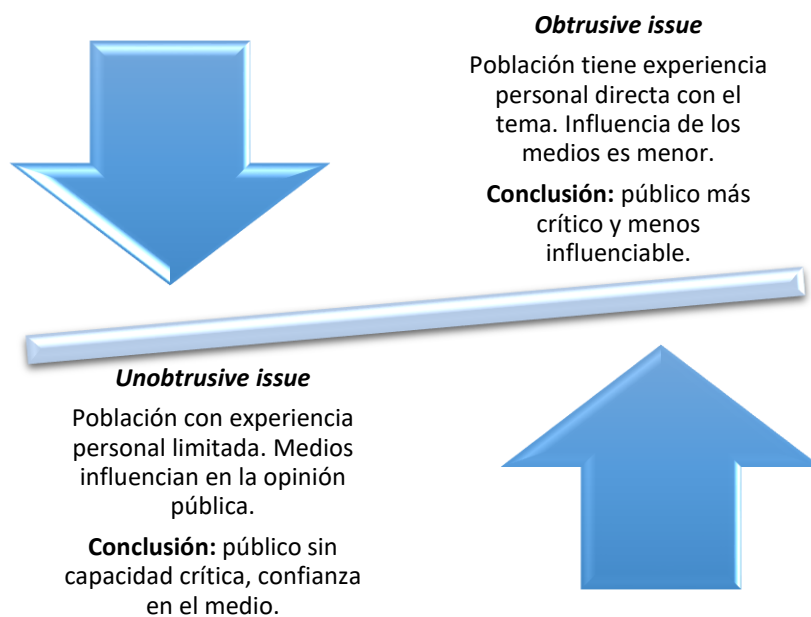 Obtrusive issue
Población tiene experiencia
personal directa con el
tema. Influencia de los
medios es menor.
Conclusión: público más
crítico y menos
influenciable.
Unobtrusive issue
Población con experiencia
personal limitada. Medios
influencian en la opinión
pública.
Conclusión: público sin
capacidad crítica, confianza
en el medio.